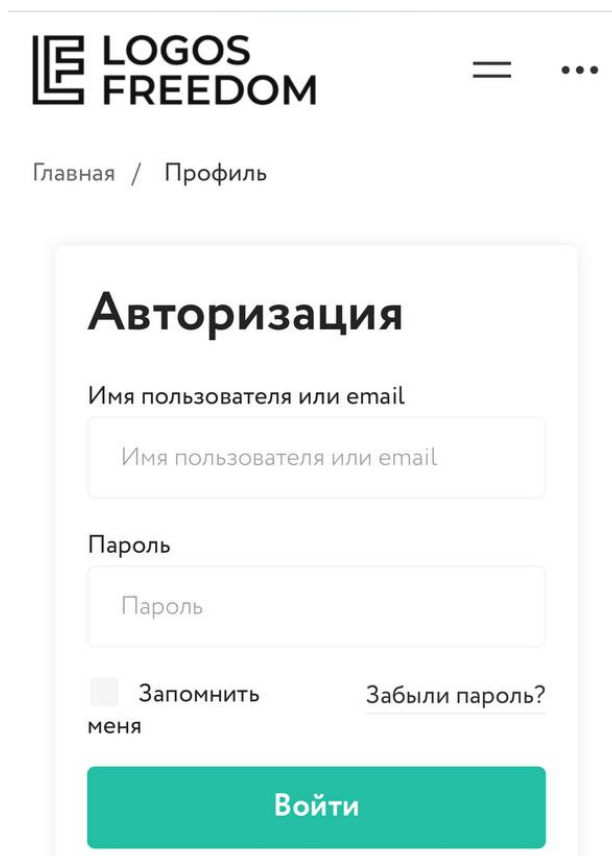 LOGOS
FREEDOM
Главная / Профиль
Авторизация
Имя пользователя или email
Имя пользователя или email
Пароль
Пароль
Запомнить
меня
Забыли пароль?
Войти